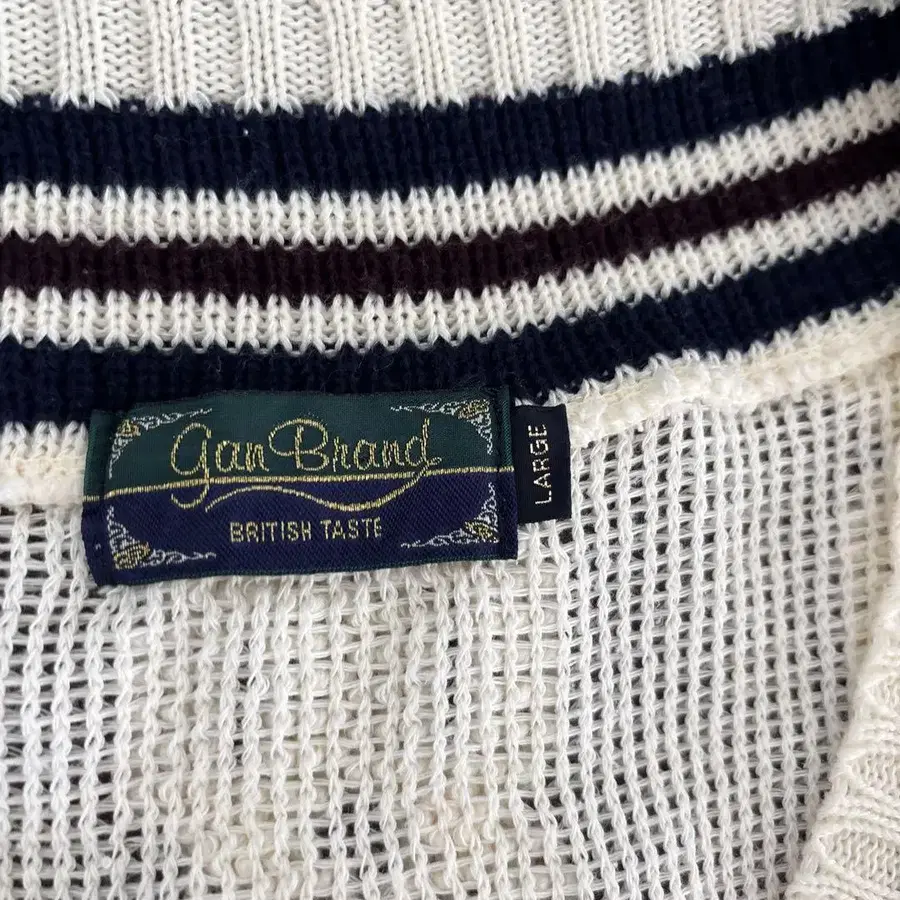 Gan Brand
BRITISH TASTE
LARGE